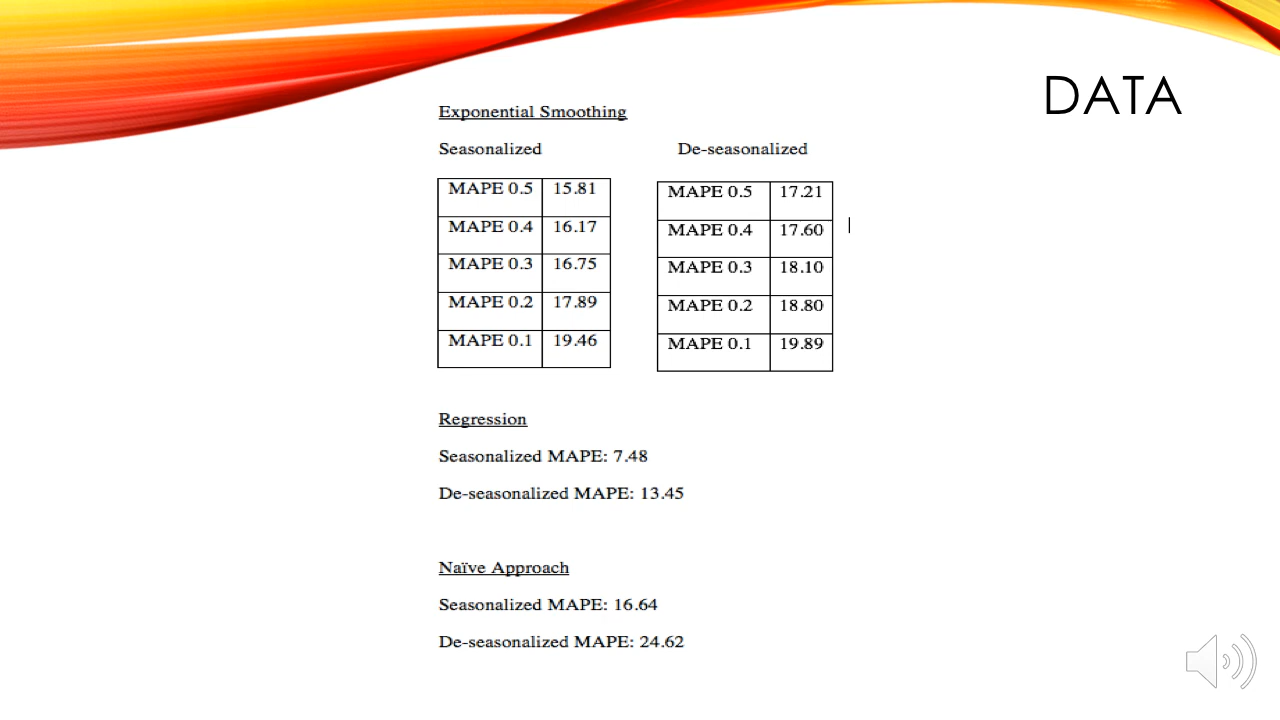 DATA
Exponential Smoothing
Seasonalized De-seasonalized
MAPE 0.5 15.81 MAPE 0.5 17.21
MAPE 0.4 16.17 MAPE 0.4 17.60
MAPE 0.3 16.75 MAPE 0.3 18.10
MAPE 0.2 17.89 MAPE 0.2 18.80
MAPE 0.1 19.46 MAPE 0.1 19.89
Regression
Seasonalized MAPE: 7.48
De-seasonalized MAPE: 13.45
Naïve Approach
Seasonalized MAPE: 16.64
De-seasonalized MAPE: 24.62